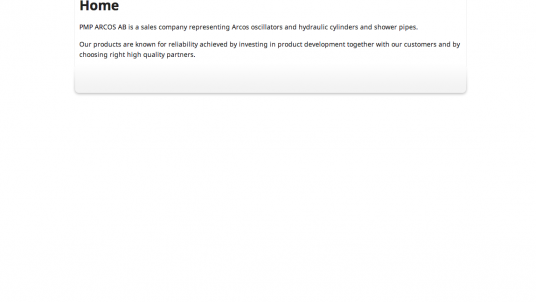 Home
PMP ARCOS AB is a sales company representing Arcos oscillators and hydraulic cylinders and shower pipes.
Our products are known for reliability achieved by investing in product development together with our customers and by
choosing right high quality partners.